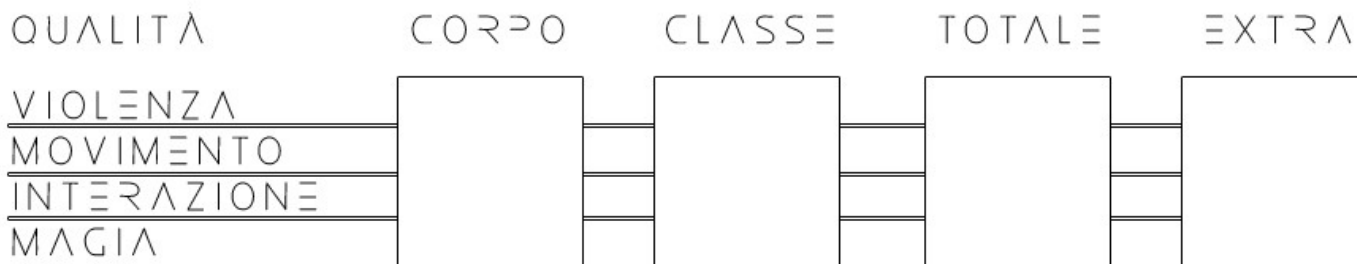 QUALITÀ CORPO CLASSE TOTALE EXTRA
VIOLENZA
MOVIMENTO
INTERAZIONE
MAGIA